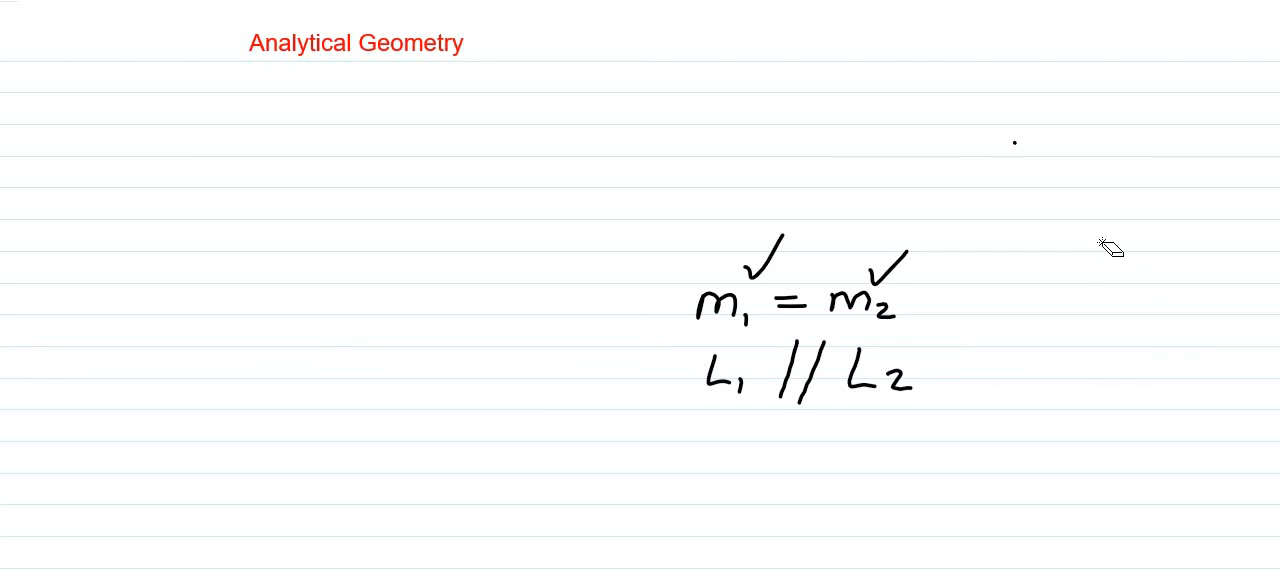 Analytical Geometry
m₁ = m₂
L₁ // L₂